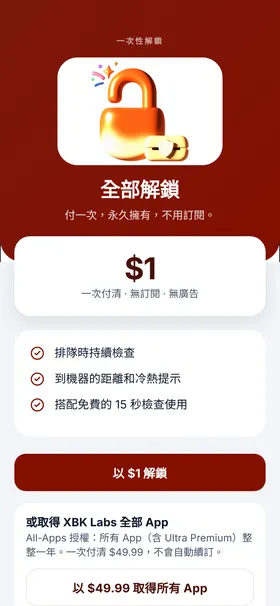 一次性解鎖
全部解鎖
付一次，永久擁有，不用訂閱。
$1
一次付清 · 無訂閱 · 無廣告
排隊時持續檢查
到機器的距離和冷熱提示
搭配免費的 15 秒檢查使用
以 $1 解鎖
或取得 XBK Labs 全部 App
All-Apps 授權：所有 App（含 Ultra Premium）整
整一年。一次付清 $49.99，不會自動續訂。
以 $49.99 取得所有 App